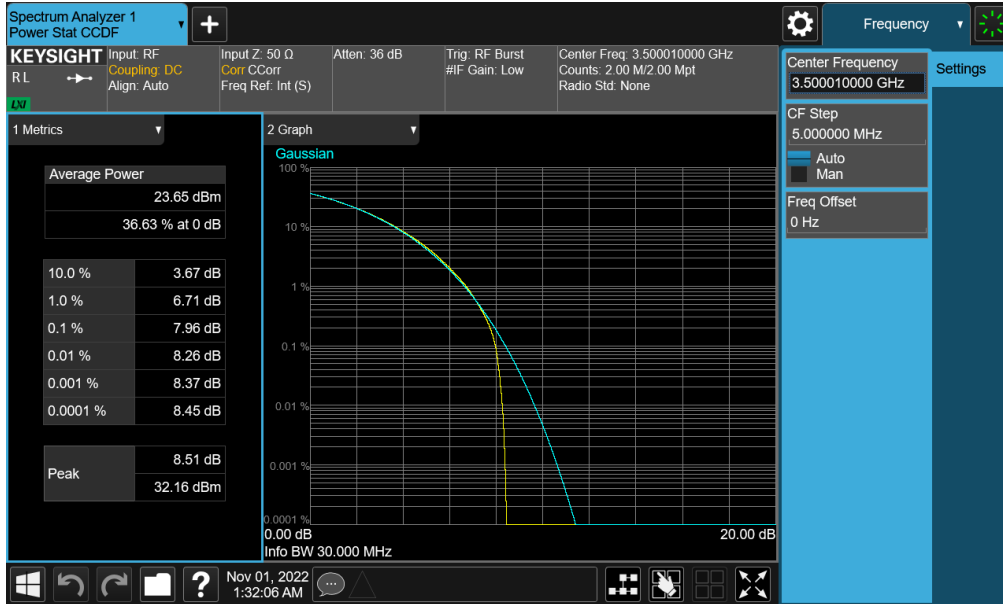 Spectrum Analyzer 1
Power Stat CCDF
Frequency
KEYSIGHT
RL
LXI
Input: RF
Coupling: DC
Align: Auto
Input Z: 50 Ω
Corr CCorr
Freq Ref: Int (S)
Atten: 36 dB
Trig: RF Burst
#IF Gain: Low
Center Freq: 3.500010000 GHz
Counts: 2.00 M/2.00 Mpt
Radio Std: None
Center Frequency
3.500010000 GHz
Settings
CF Step
5.000000 MHz
Auto
Man
Freq Offset
0 Hz
1 Metrics
Average Power
23.65 dBm
36.63 % at 0 dB
10.0 % 3.67 dB
1.0 % 6.71 dB
0.1 % 7.96 dB
0.01 % 8.26 dB
0.001 % 8.37 dB
0.0001 % 8.45 dB
Peak
8.51 dB
32.16 dBm
2 Graph
Gaussian
100 %
10 %
1 %
0.1 %
0.01 %
0.001 %
0.0001 %
0.00 dB 20.00 dB
Info BW 30.000 MHz
?
Nov 01, 2022
1:32:06 AM